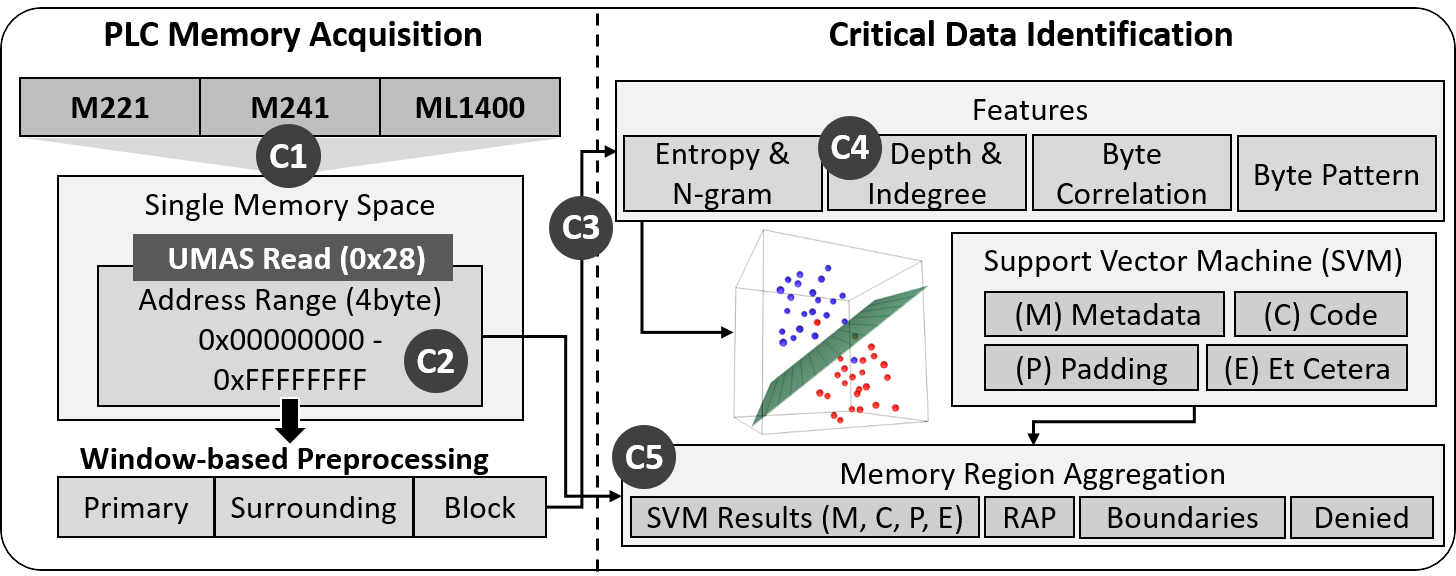 PLC Memory Acquisition
M221
M241
ML1400
C1
Single Memory Space
UMAS Read (0x28)
Address Range (4byte)
0x00000000 -
0xFFFFFFFF
C2
Window-based Preprocessing
Primary
Surrounding
Block
C3
Critical Data Identification
Features
Entropy &
N-gram
C4
Depth &
Indegree
Byte
Correlation
Byte Pattern
Support Vector Machine (SVM)
(M) Metadata
(C) Code
(P) Padding
(E) Et Cetera
C5
Memory Region Aggregation
SVM Results (M, C, P, E)
RAP
Boundaries
Denied